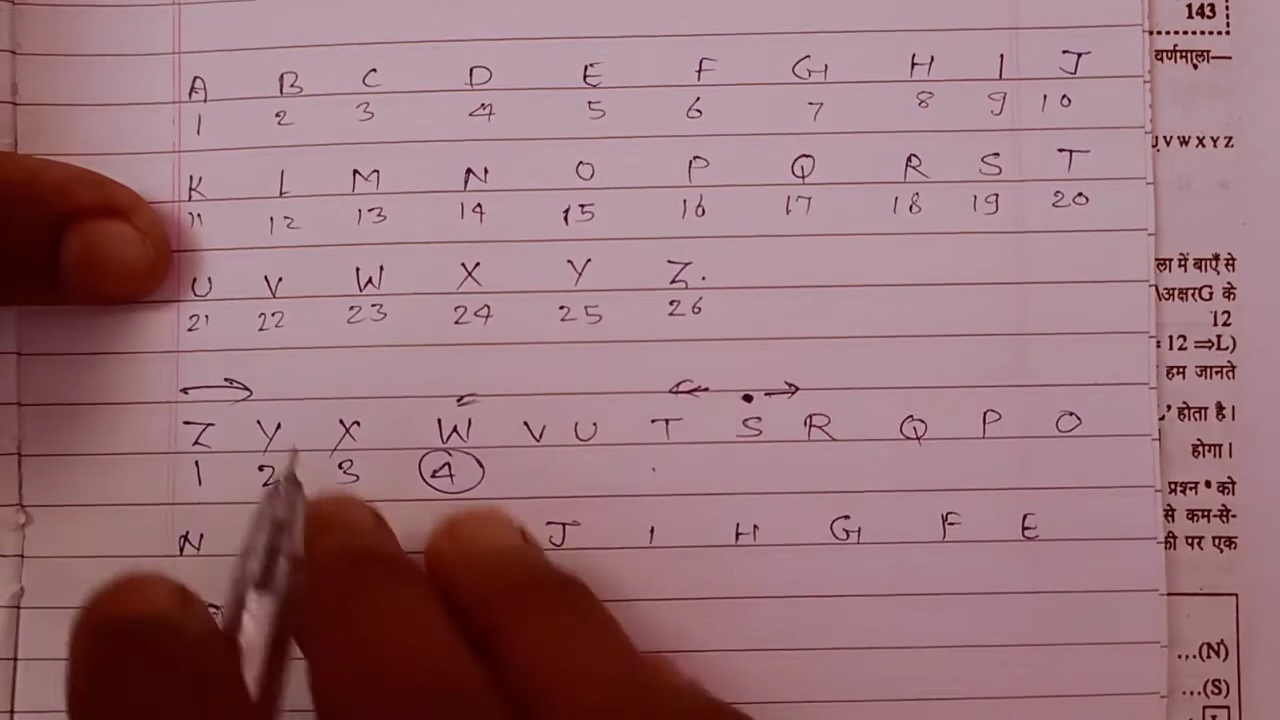 143
वर्णमाला—
A B C D E F G H I J
1 2 3 4 5 6 7 8 9 10
VWXYZ
K L M N O P Q R S T
11 12 13 14 15 16 17 18 19 20
U V W X Y Z.
21 22 23 24 25 26
ला में बाएँ से
अक्षरG के
12
= 12 ⇒L)
हम जानते
Z Y X W V U T S R Q P O
1 2 3 4
होता है।
होगा।
प्रश्न को
N J I H G F E
से कम-से-
की पर एक
...(N)
...(S)